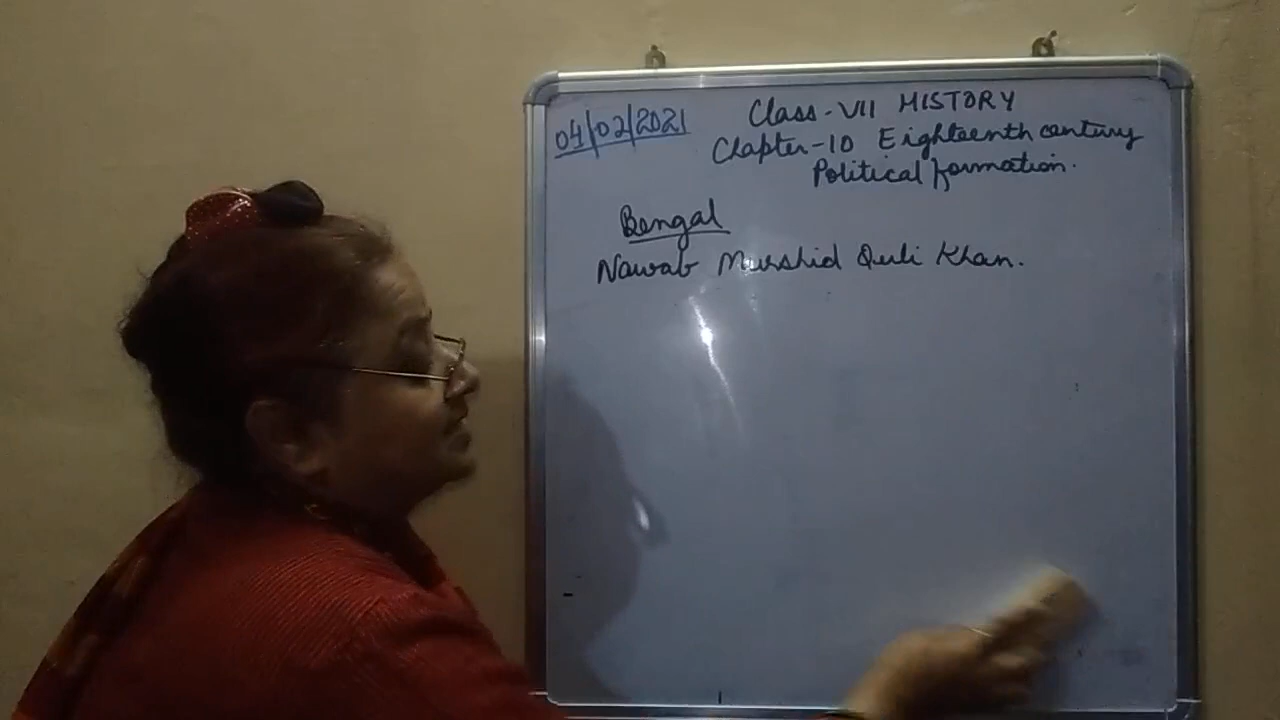 04/02/2021
Class-VII HISTORY
Chapter-10 Eighteenth century
Political formation.
Bengal
Nawab Murshid Quli Khan.